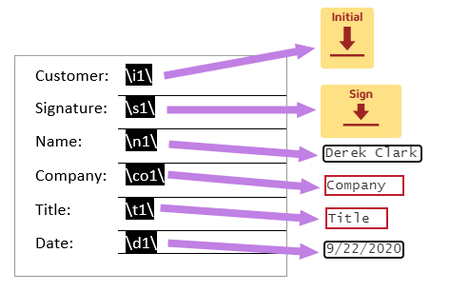 Initial
Customer: \i1\
Sign
Signature: \s1\
Name: \n1\
Derek Clark
Company: \co1\
Company
Title: \t1\
Title
Date: \d1\
9/22/2020